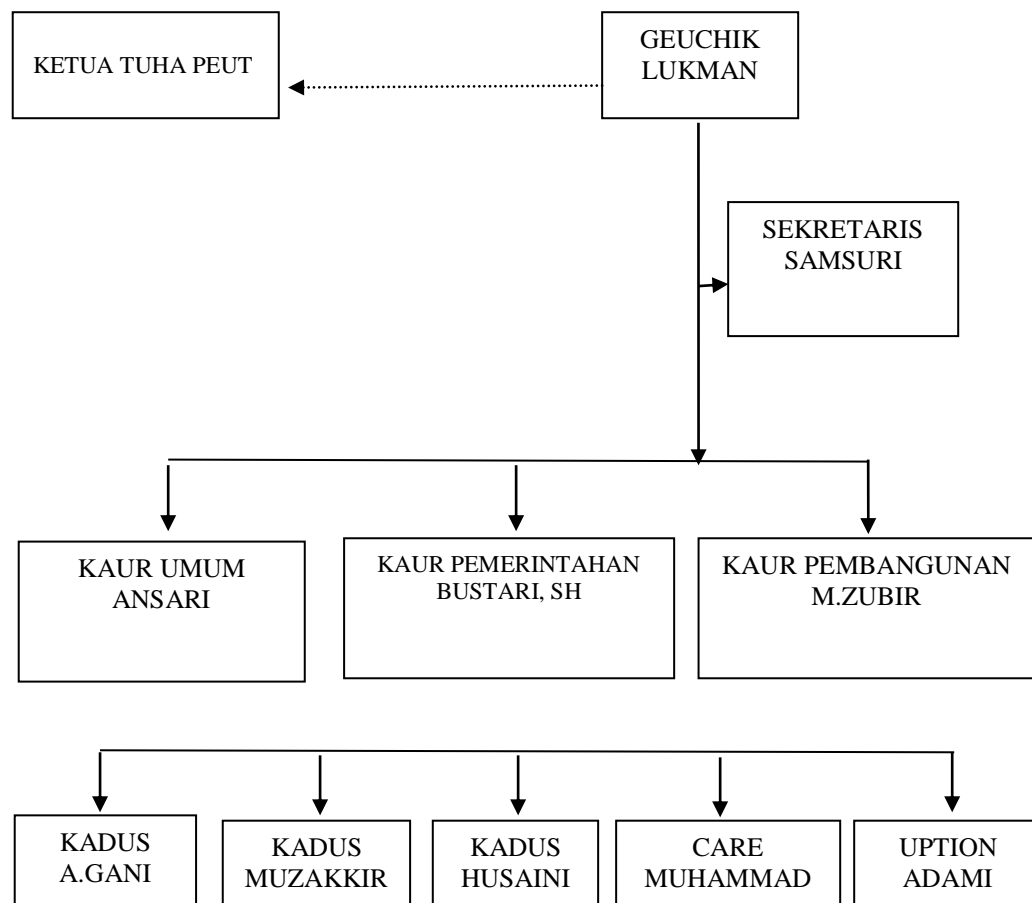 KETUA TUHA PEUT
GEUCHIK
LUKMAN
SEKRETARIS
SAMSURI
KAUR UMUM
ANSARI
KAUR PEMERINTAHAN
BUSTARI, SH
KAUR PEMBANGUNAN
M.ZUBIR
KADUS
A.GANI
KADUS
MUZAKKIR
KADUS
HUSAINI
CARE
MUHAMMAD
UPTION
ADAMI